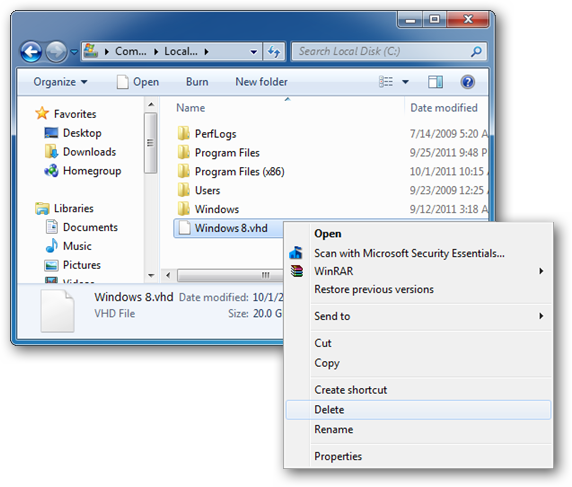 Com... Local... Search Local Disk (C:)
Organize Open Burn New folder
Favorites
Desktop
Downloads
Homegroup
Libraries
Documents
Music
Pictures
Videos
Name Date modified
PerfLogs 7/14/2009 5:20 A
Program Files 9/25/2011 9:48 P
Program Files (x86) 10/1/2011 10:15
Users 9/23/2009 12:25
Windows 9/12/2011 3:18 A
Windows 8.vhd
Windows 8.vhd Date modified: 10/1/2
VHD File Size: 20.0 G
Open
Scan with Microsoft Security Essentials...
WinRAR
Restore previous versions
Send to
Cut
Copy
Create shortcut
Delete
Rename
Properties